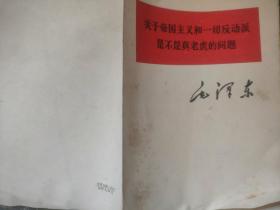 关于帝国主义和一切反动派
是不是真老虎的问题
毛泽东